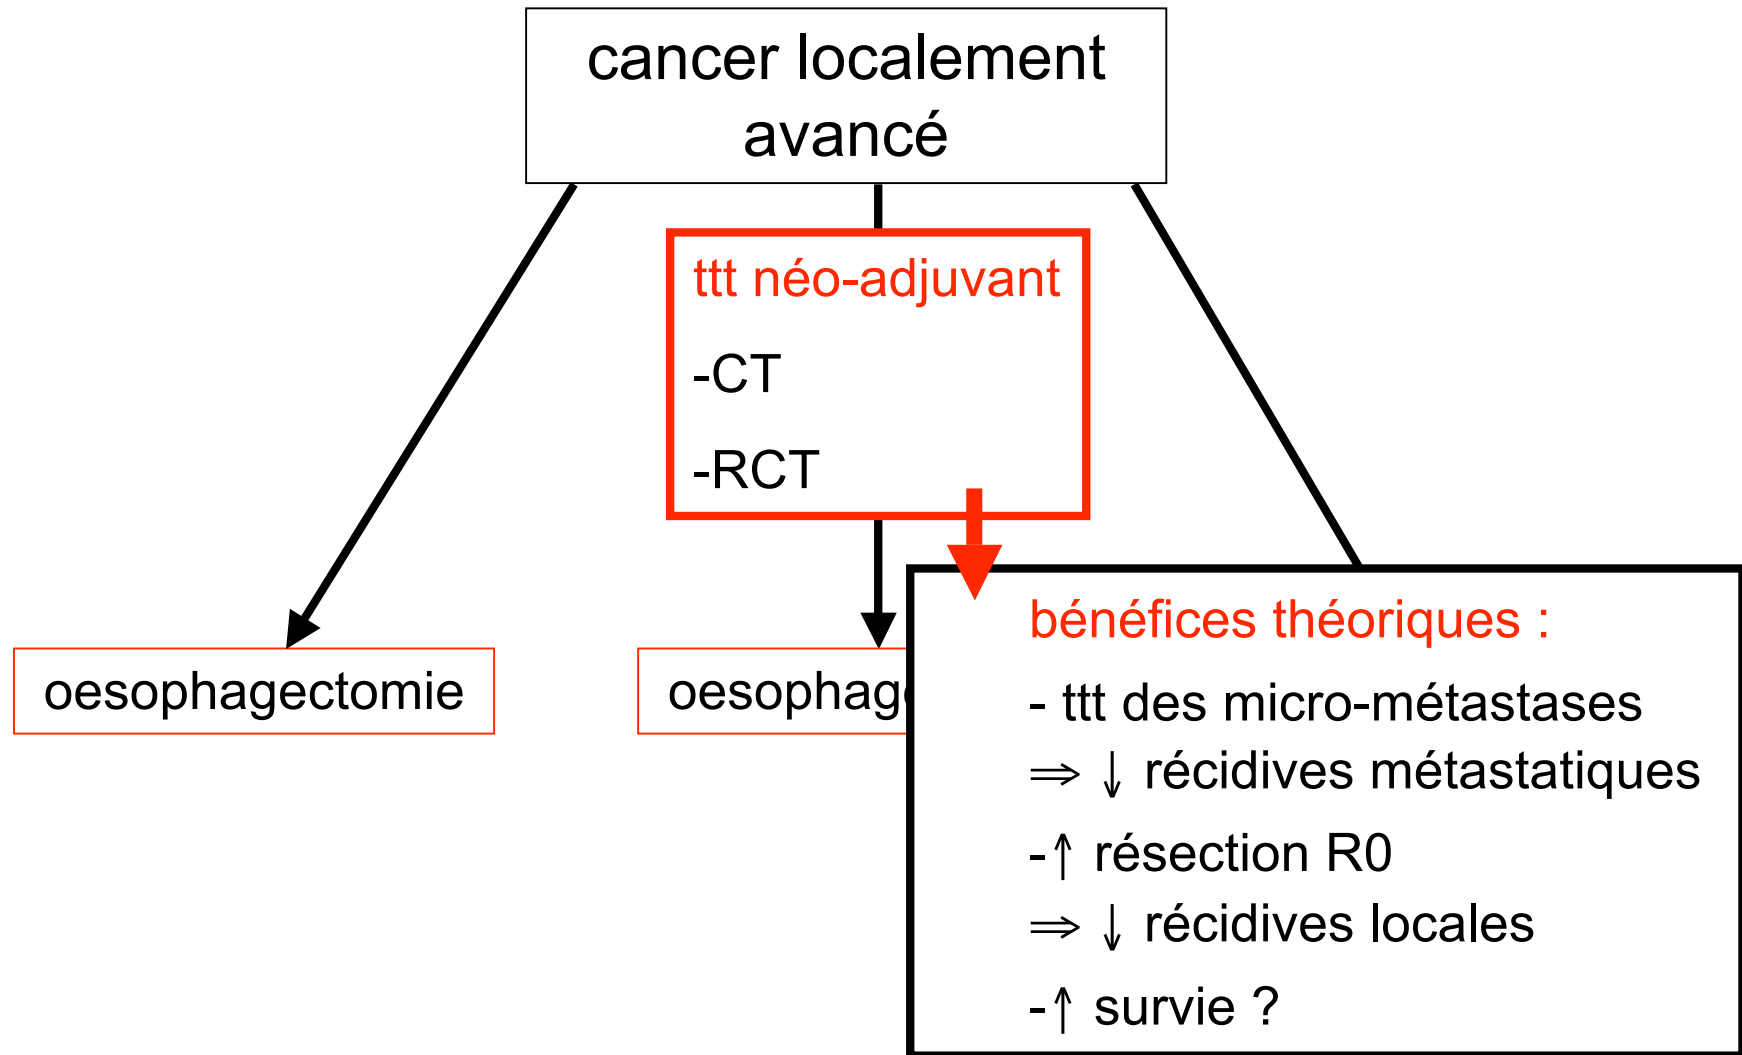 cancer localement
avancé
ttt néo-adjuvant
-CT
-RCT
oesophagectomie
bénéfices théoriques :
- ttt des micro-métastases
⇒ ↓ récidives métastatiques
-↑ résection R0
⇒ ↓ récidives locales
-↑ survie ?